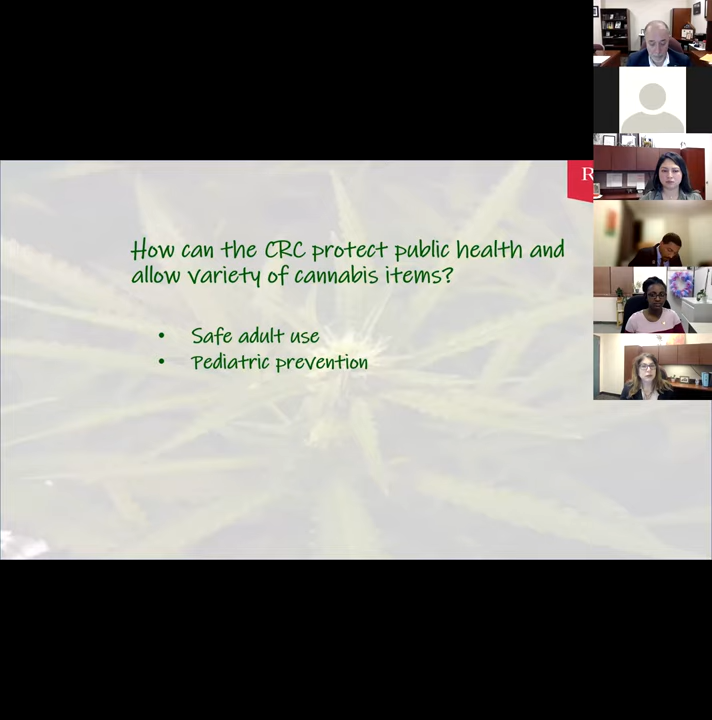 R
How can the CRC protect public health and
allow variety of cannabis items?
• Safe adult use
• Pediatric prevention